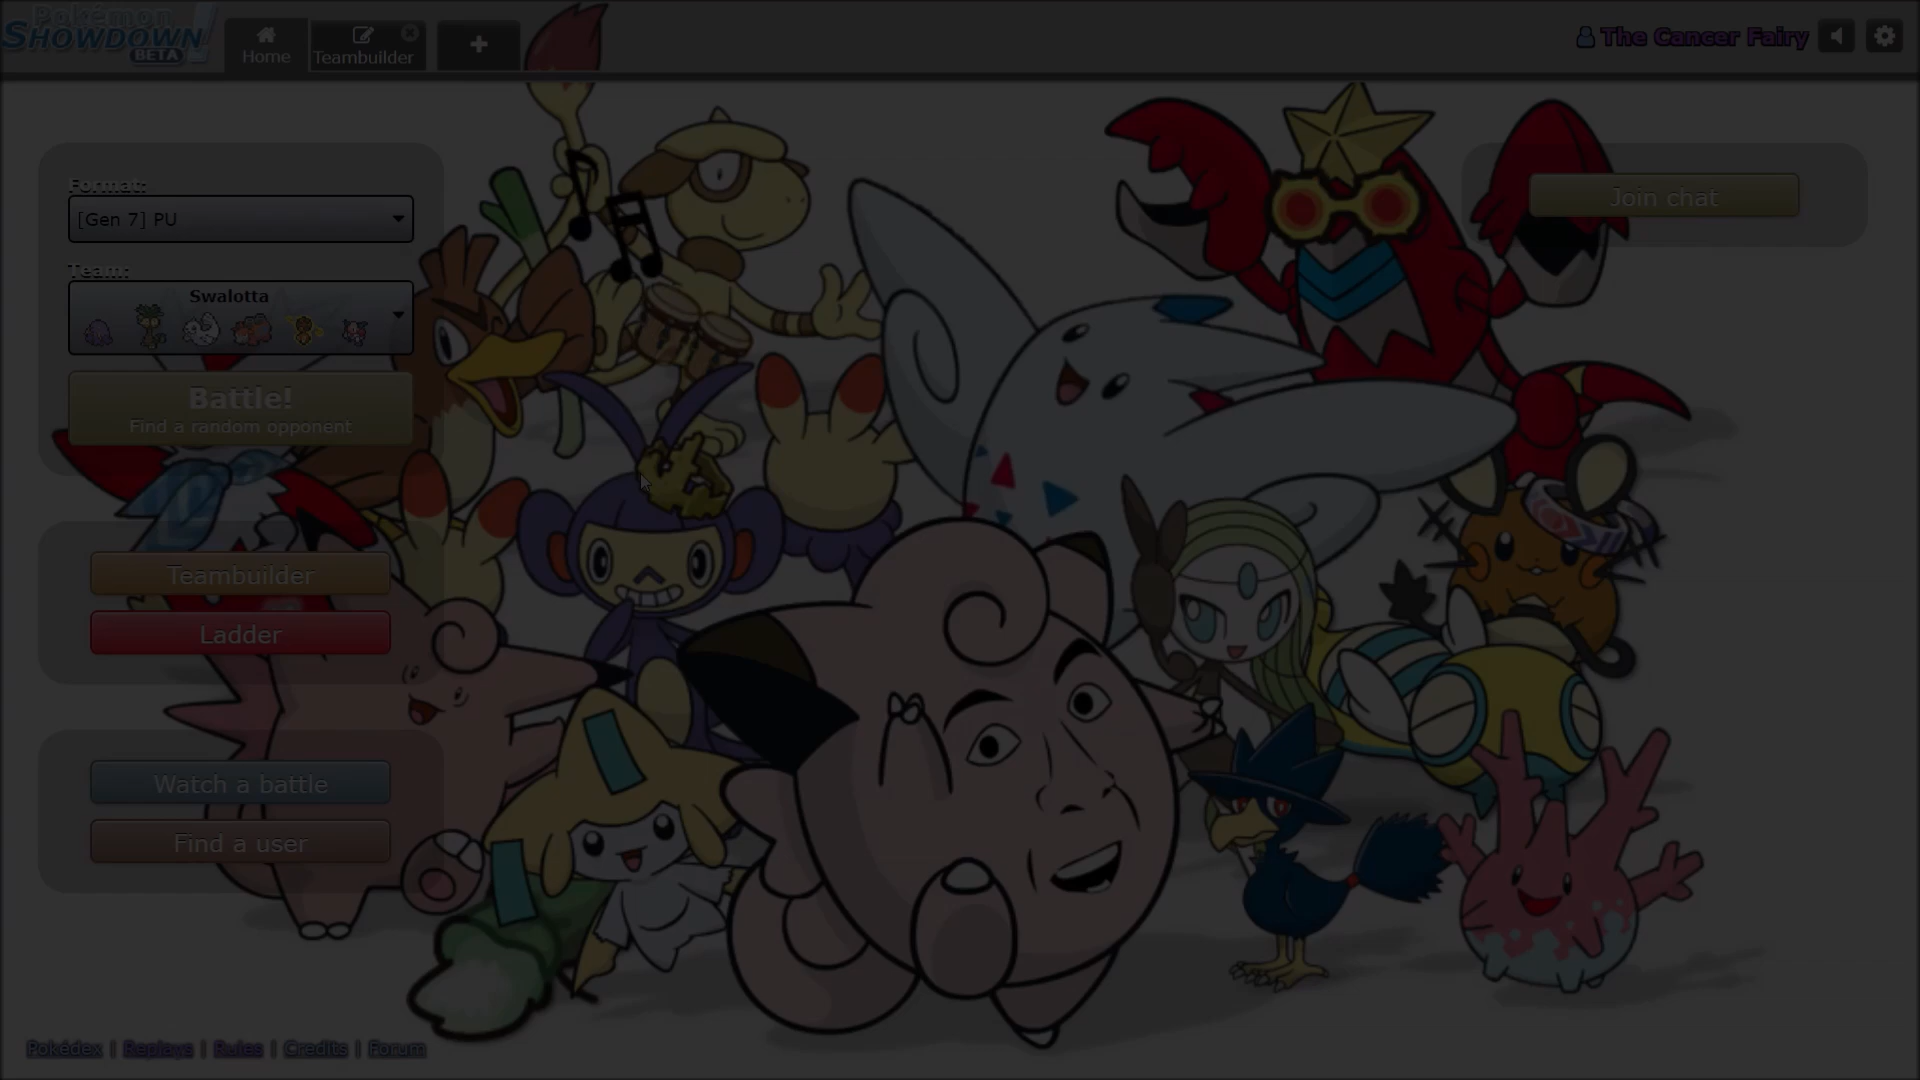 Pokémon
SHOWDOWN!
BETA
Home
Teambuilder
+
The Cancer Fairy
Format:
[Gen 7] PU
Team:
Swalotta
Battle!
Find a random opponent
Join chat
Teambuilder
Ladder
Watch a battle
Find a user
Pokédex | Replays | Rules | Credits | Forum